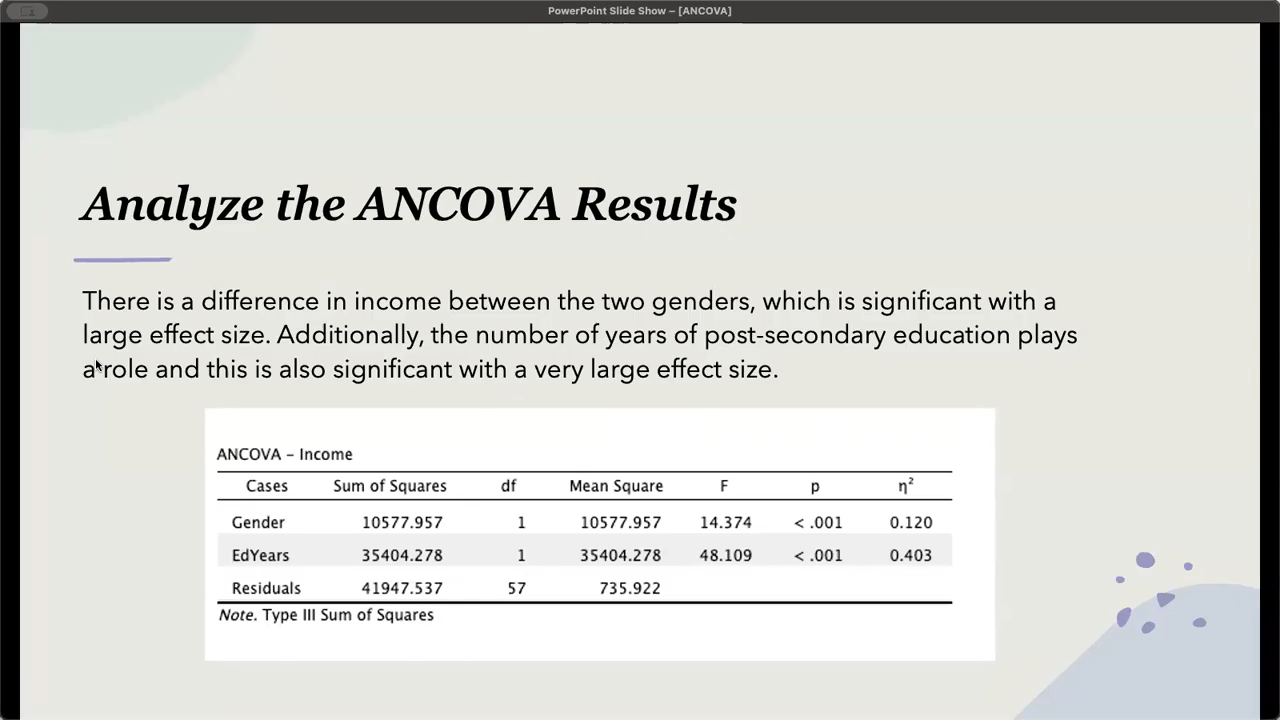 PowerPoint Slide Show – [ANCOVA]
Analyze the ANCOVA Results
There is a difference in income between the two genders, which is significant with a
large effect size. Additionally, the number of years of post-secondary education plays
a role and this is also significant with a very large effect size.
ANCOVA – Income
Cases Sum of Squares df Mean Square F p η²
Gender 10577.957 1 10577.957 14.374 < .001 0.120
EdYears 35404.278 1 35404.278 48.109 < .001 0.403
Residuals 41947.537 57 735.922
Note. Type III Sum of Squares